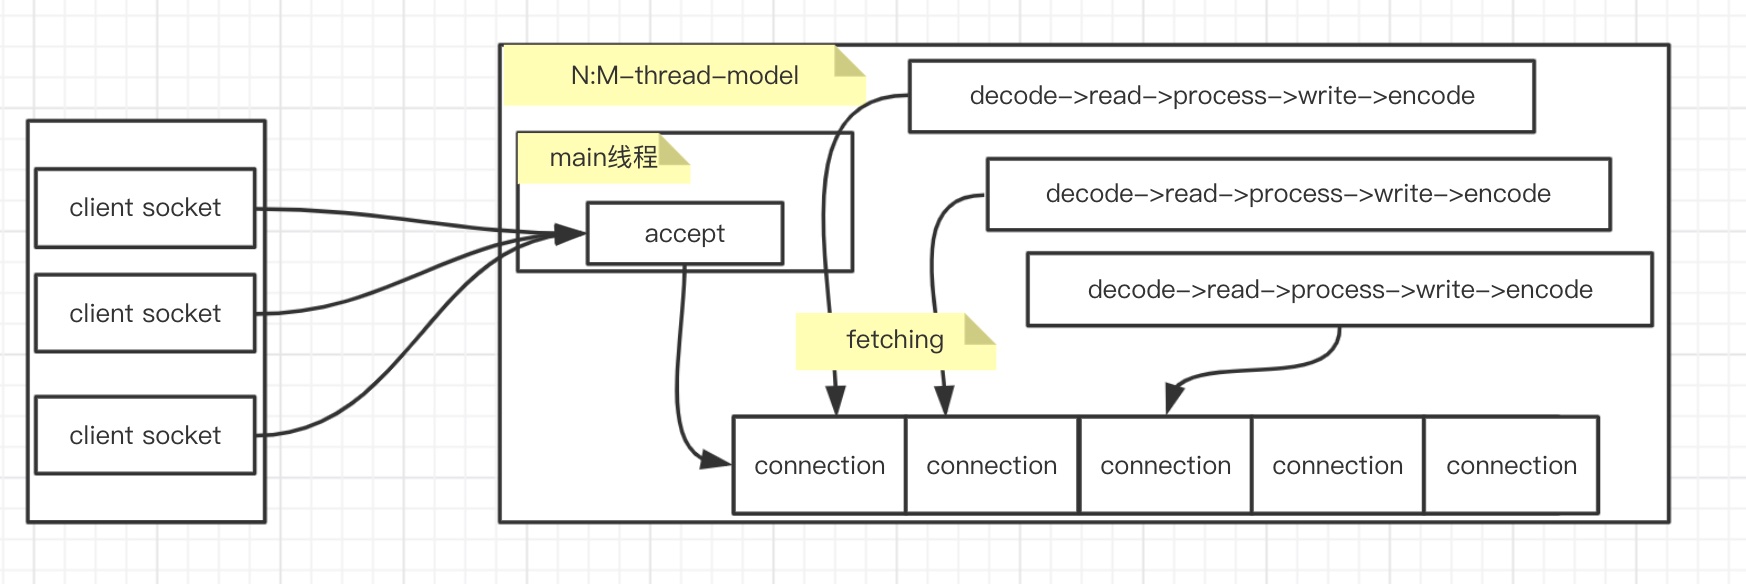 N:M-thread-model
decode->read->process->write->encode
main线程
decode->read->process->write->encode
client socket
accept
decode->read->process->write->encode
client socket
fetching
client socket
connection
connection
connection
connection
connection